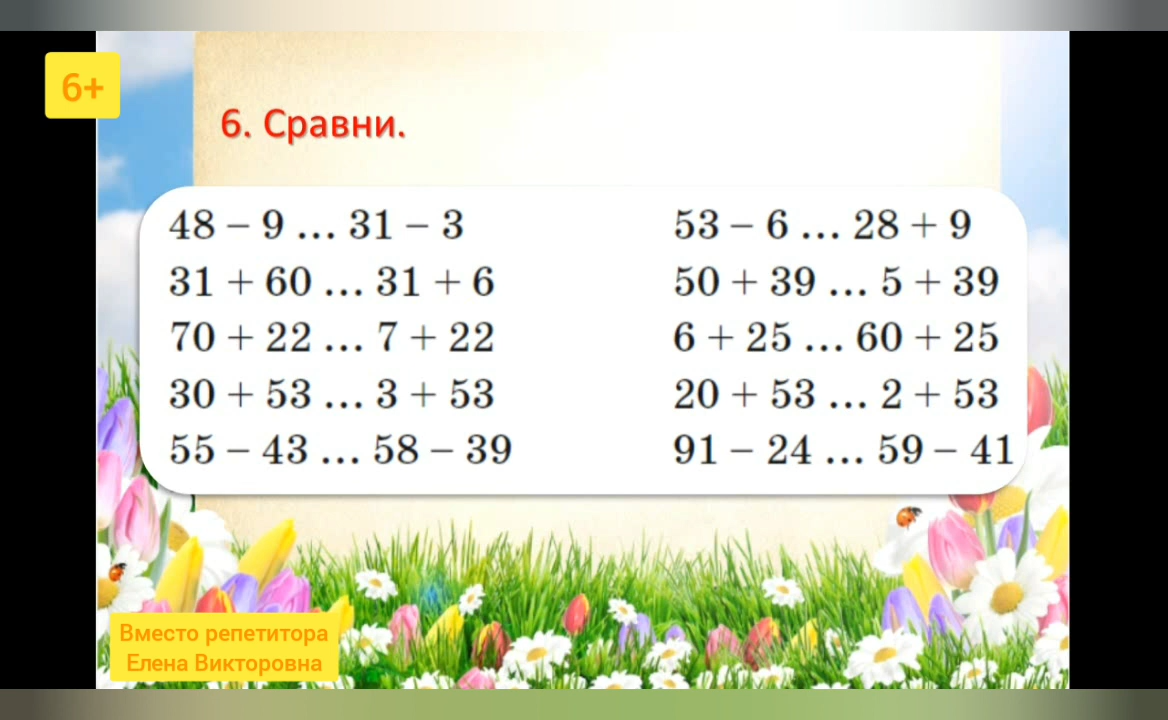 6+
6. Сравни.
48 – 9 ... 31 – 3
31 + 60 ... 31 + 6
70 + 22 ... 7 + 22
30 + 53 ... 3 + 53
55 – 43 ... 58 – 39
53 – 6 ... 28 + 9
50 + 39 ... 5 + 39
6 + 25 ... 60 + 25
20 + 53 ... 2 + 53
91 – 24 ... 59 – 41
Вместо репетитора
Елена Викторовна